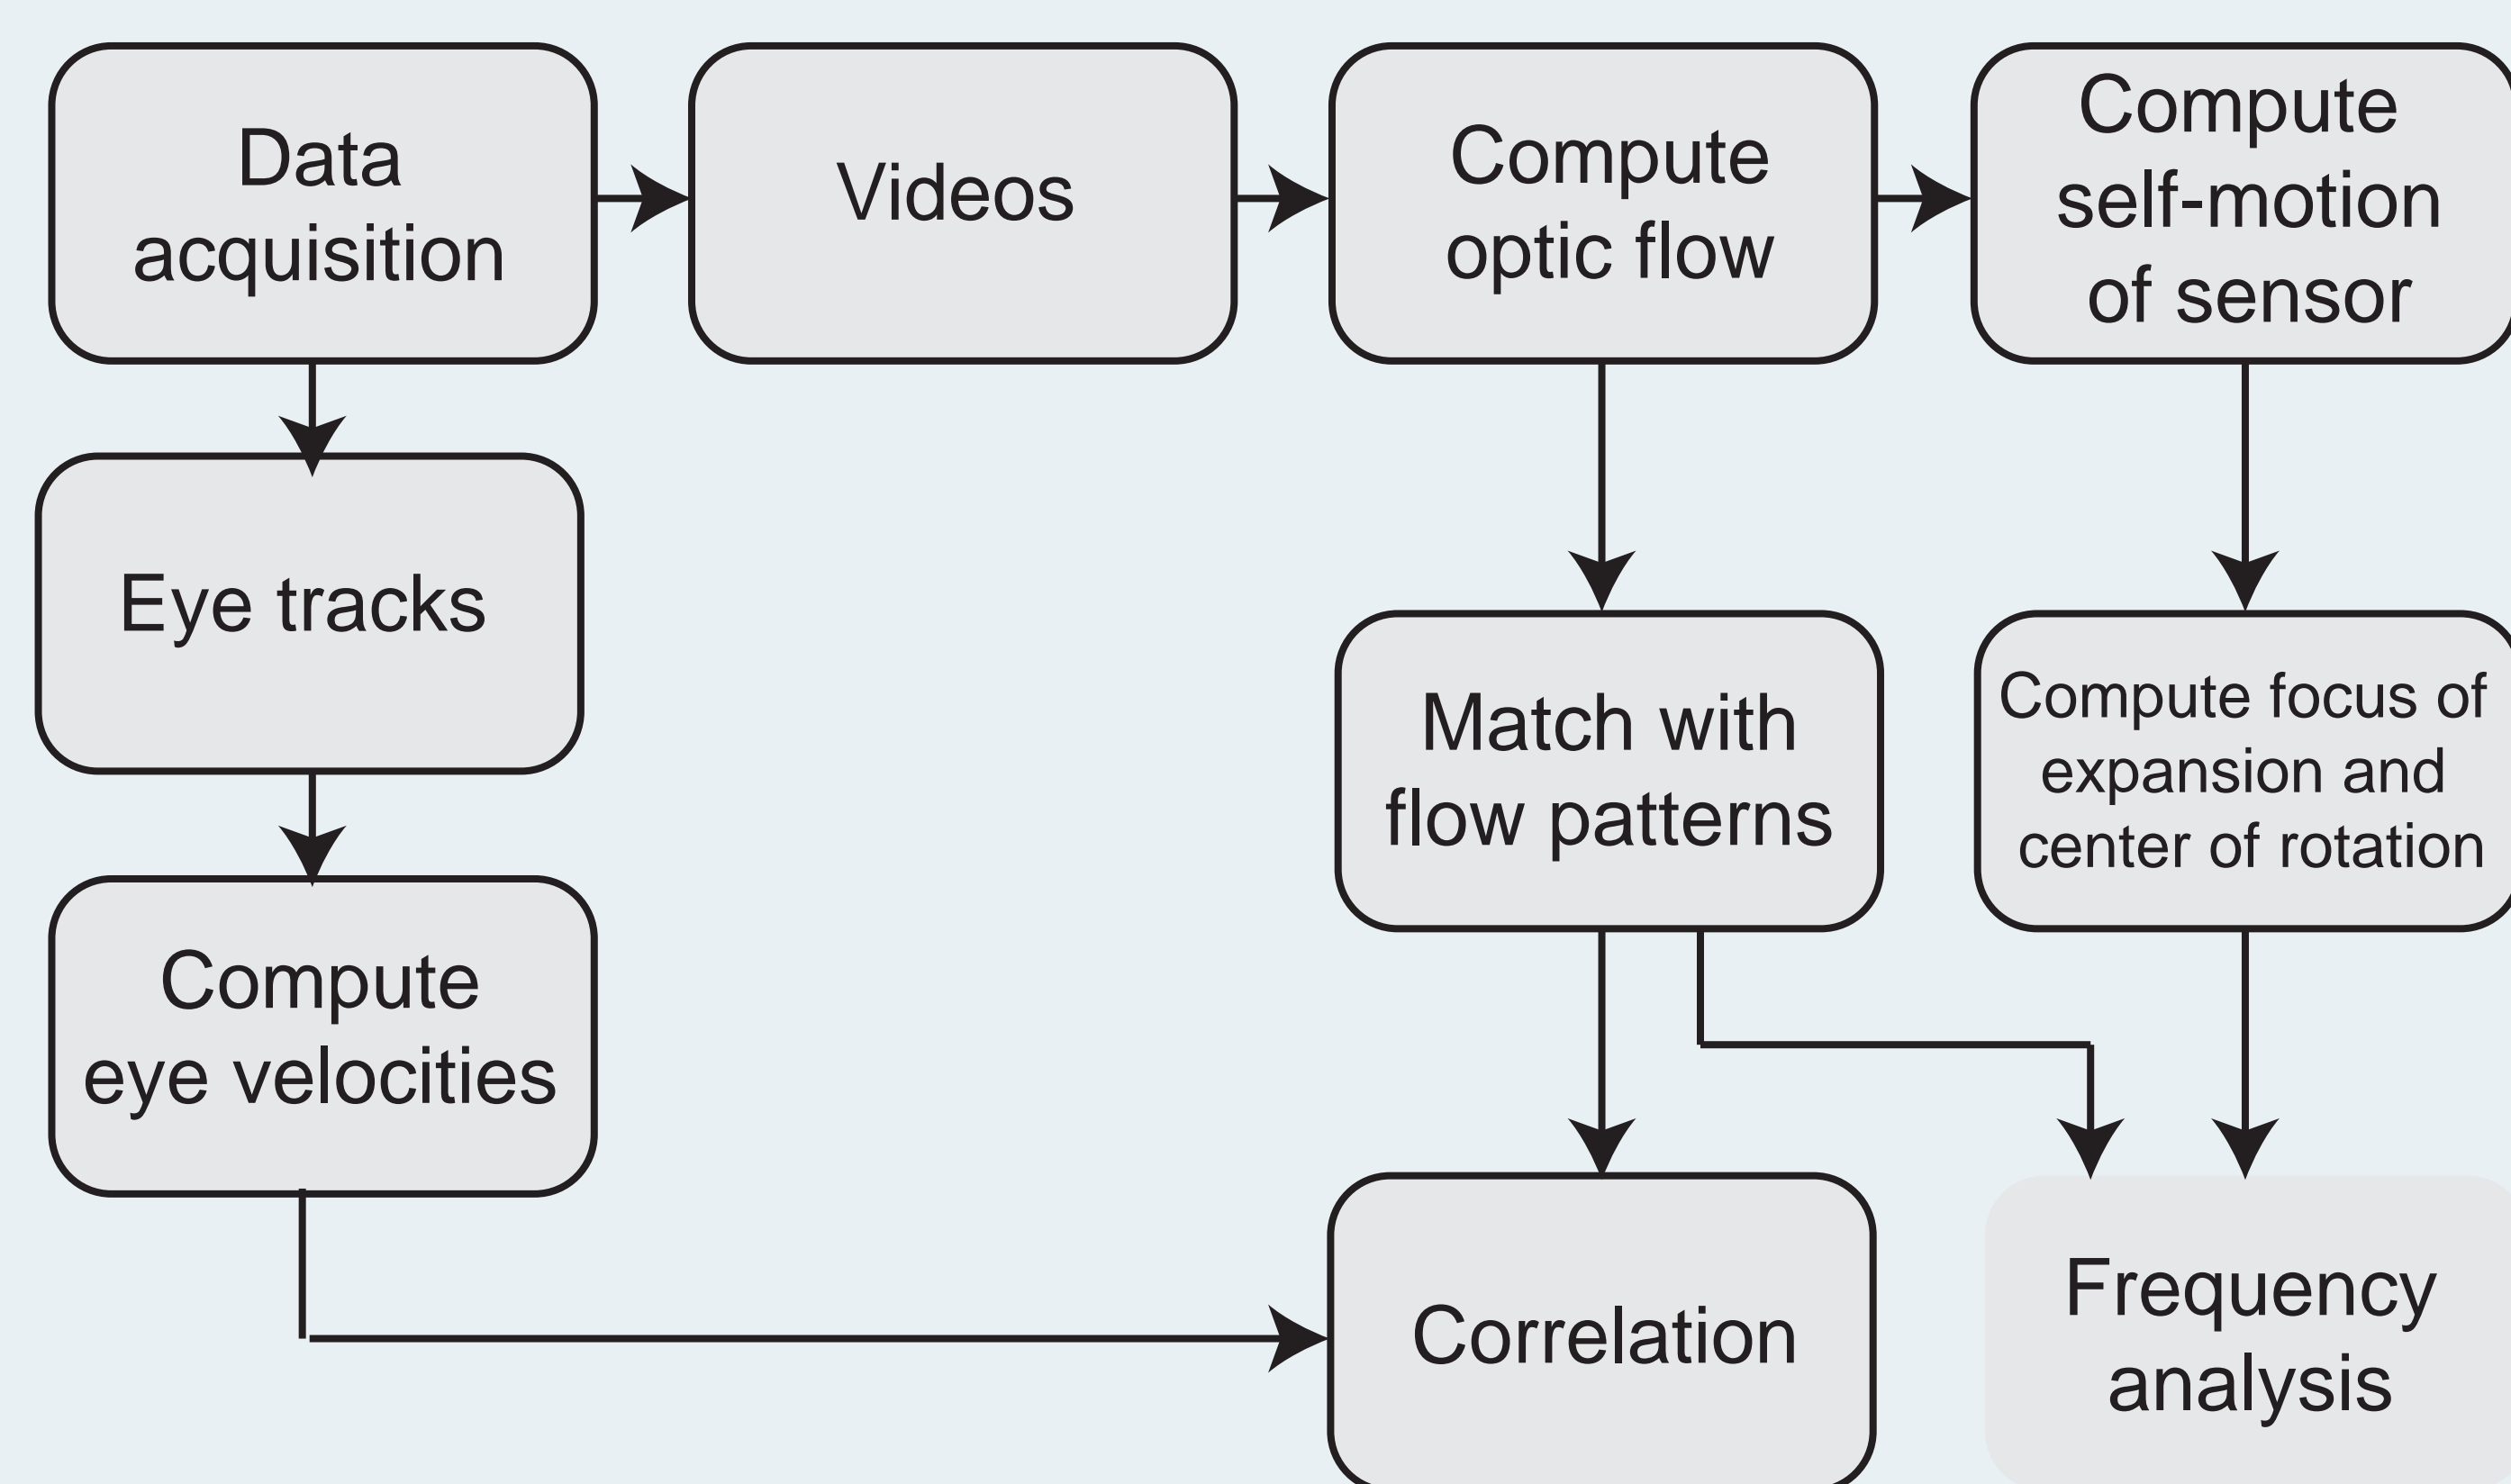 Data
acquisition
Videos
Compute
optic flow
Compute
self-motion
of sensor
Eye tracks
Match with
flow patterns
Compute focus of
expansion and
center of rotation
Compute
eye velocities
Correlation
Frequency
analysis